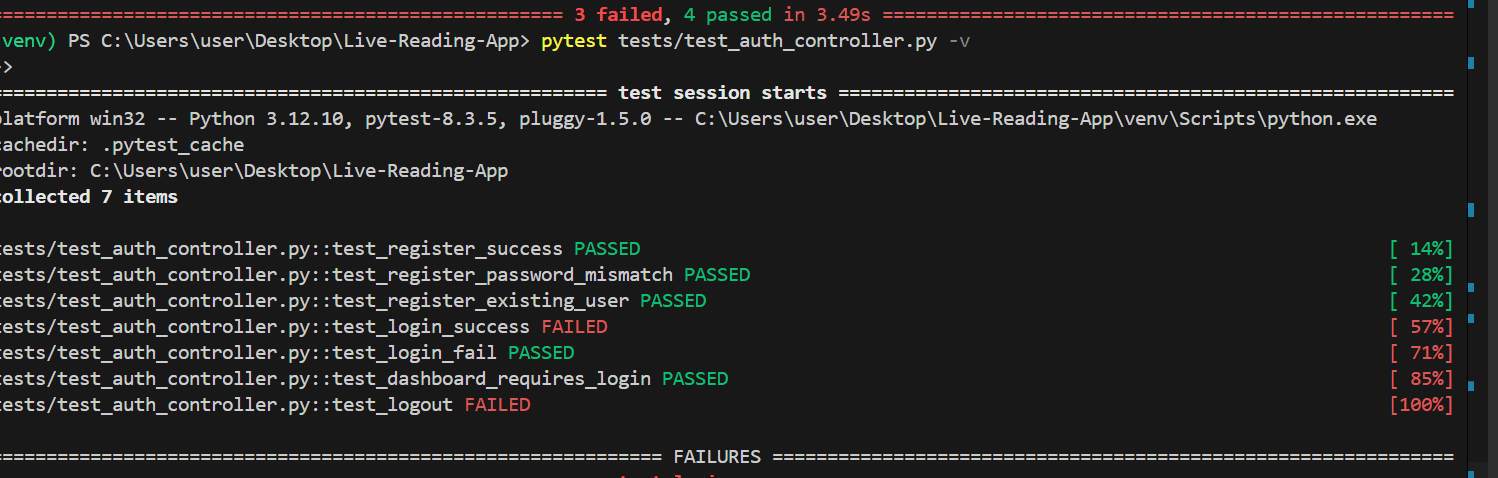 =================================================== 3 failed, 4 passed in 3.49s ====================================================
venv) PS C:\Users\user\Desktop\Live-Reading-App> pytest tests/test_auth_controller.py -v
>
======================================================= test session starts ========================================================
platform win32 -- Python 3.12.10, pytest-8.3.5, pluggy-1.5.0 -- C:\Users\user\Desktop\Live-Reading-App\venv\Scripts\python.exe
cachedir: .pytest_cache
rootdir: C:\Users\user\Desktop\Live-Reading-App
collected 7 items
tests/test_auth_controller.py::test_register_success PASSED [ 14%]
tests/test_auth_controller.py::test_register_password_mismatch PASSED [ 28%]
tests/test_auth_controller.py::test_register_existing_user PASSED [ 42%]
tests/test_auth_controller.py::test_login_success FAILED [ 57%]
tests/test_auth_controller.py::test_login_fail PASSED [ 71%]
tests/test_auth_controller.py::test_dashboard_requires_login PASSED [ 85%]
tests/test_auth_controller.py::test_logout FAILED [100%]
============================================================ FAILURES ==============================================================